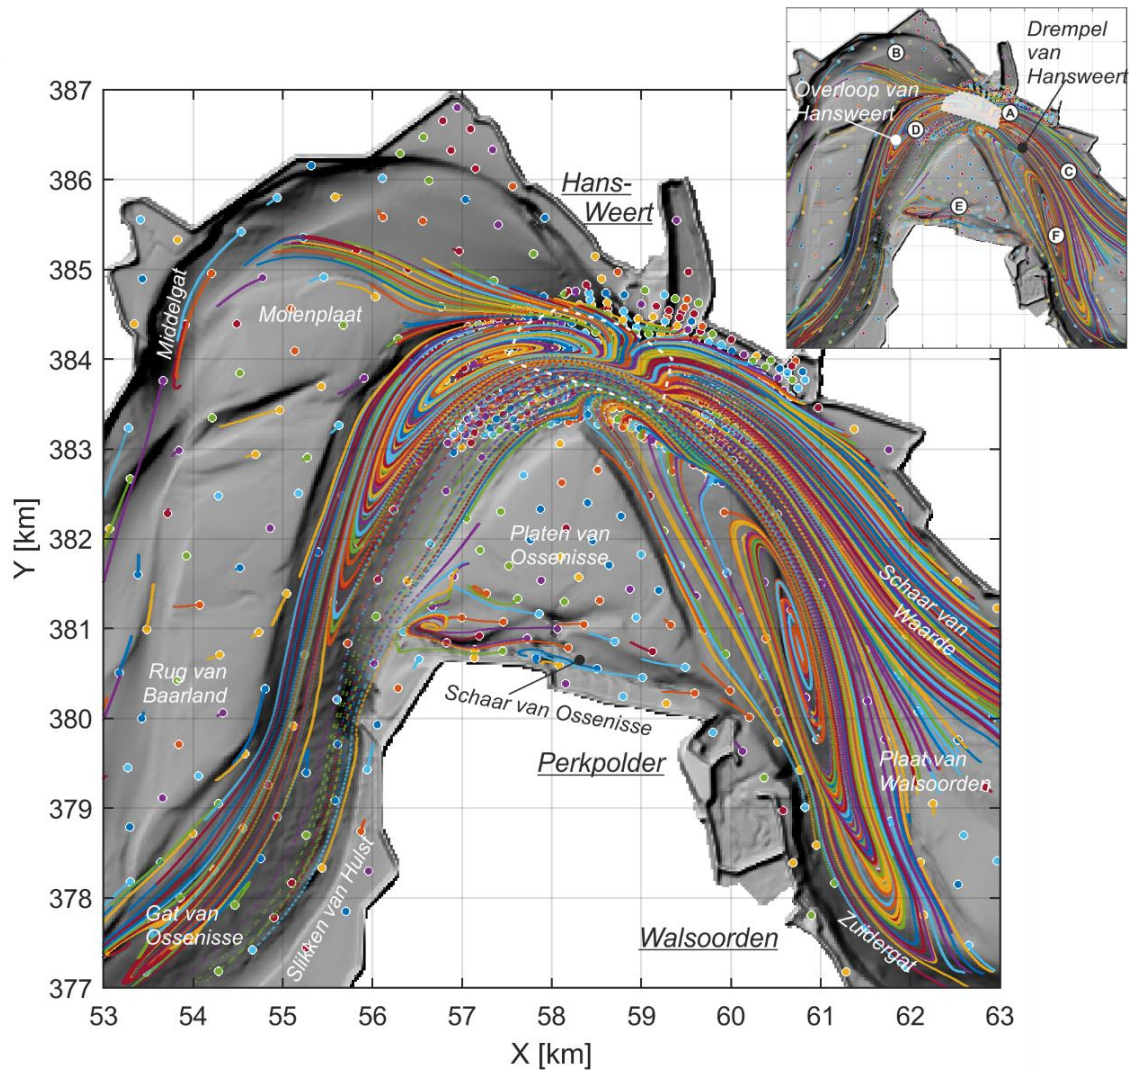 Drempel
van
Hansweert
Overloop van
Hansweert
B
A
D
C
E
F
387
386
385
384
383
382
381
380
379
378
377
Y [km]
Hans-
Weert
Middelgat
Molenplaat
Platen van
Ossenisse
Schaar van
Waarde
Rug van
Baarland
Schaar van Ossenisse
Perkpolder
Plaat van
Walsoorden
Gat van
Ossenisse
Slikken van Hulst
Walsoorden
Zuidergat
53
54
55
56
57
58
59
60
61
62
63
X [km]